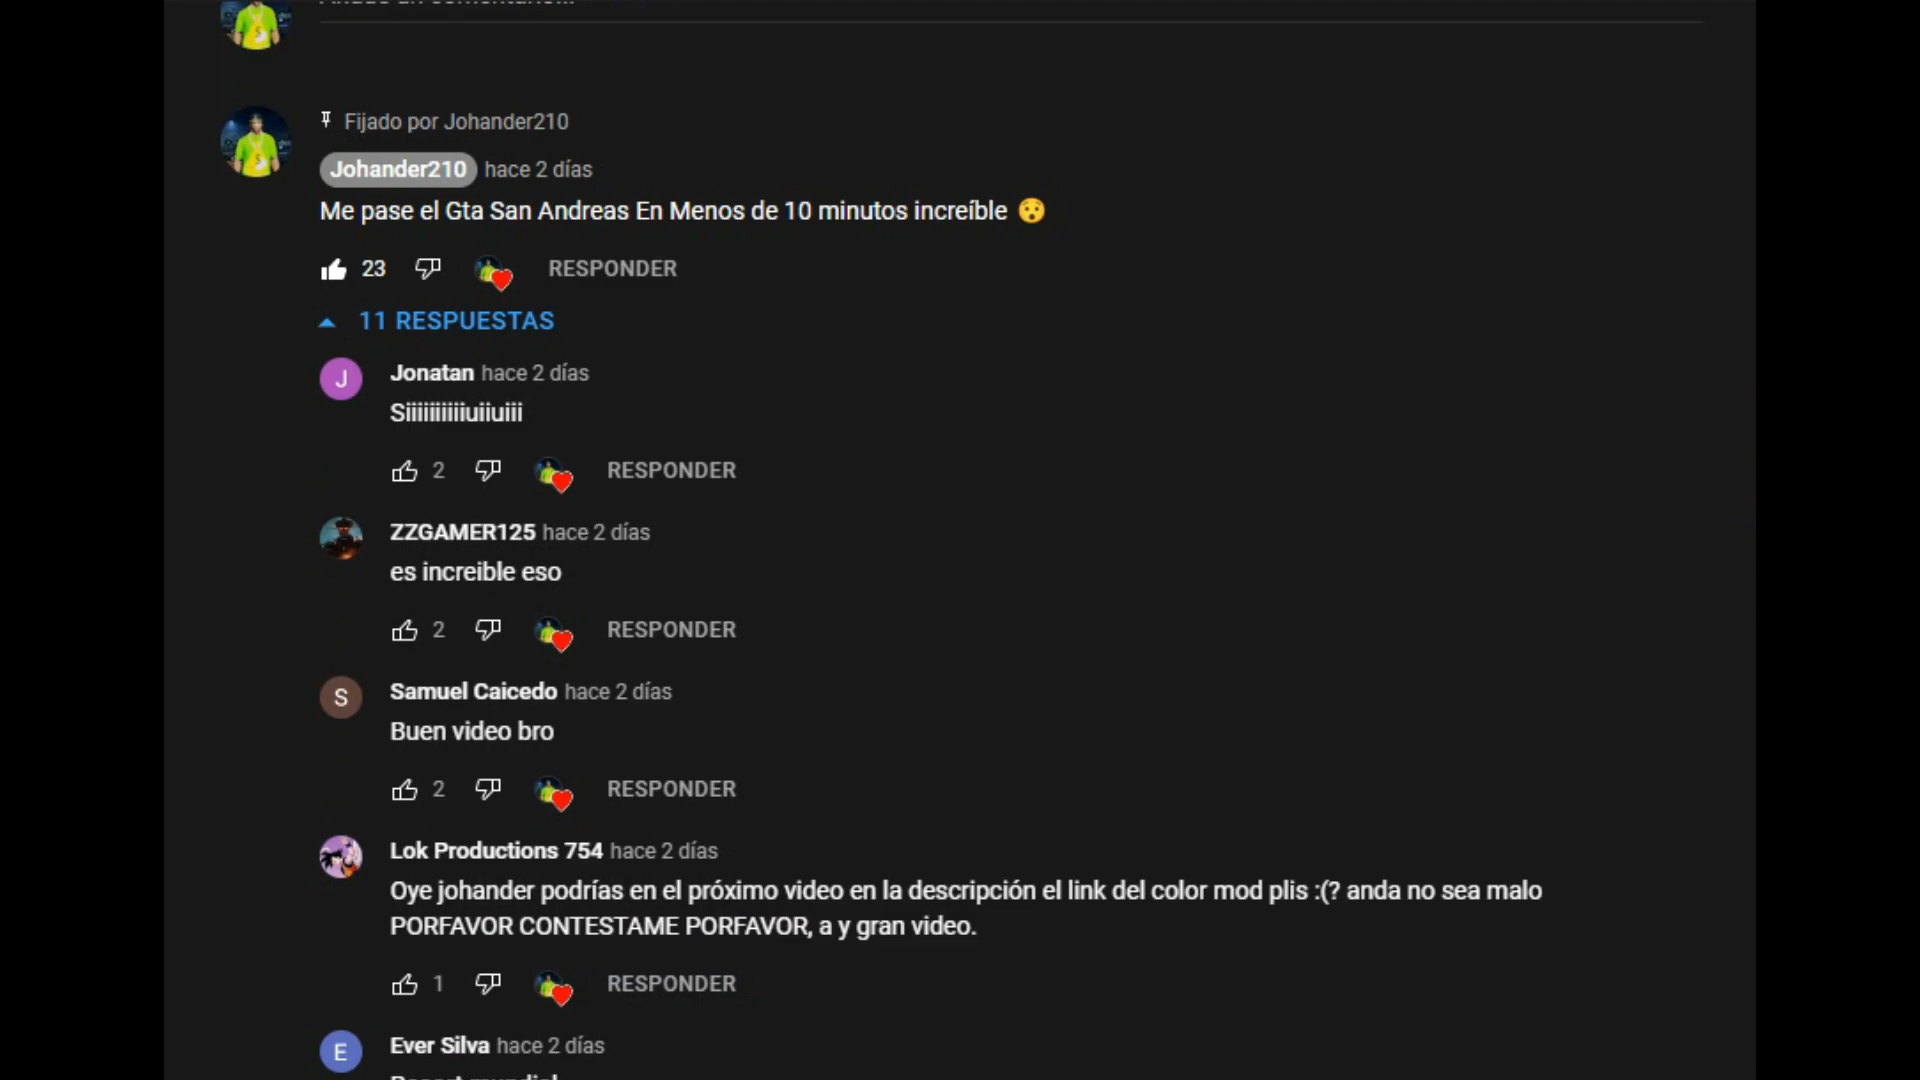 Fijado por Johander210
Johander210 hace 2 días
Me pase el Gta San Andreas En Menos de 10 minutos increíble 😯
23 RESPONDER
11 RESPUESTAS
J
Jonatan hace 2 días
Siiiiiiiiiiuiiuiii
2 RESPONDER
ZZGAMER125 hace 2 días
es increible eso
2 RESPONDER
S
Samuel Caicedo hace 2 días
Buen video bro
2 RESPONDER
Lok Productions 754 hace 2 días
Oye johander podrías en el próximo video en la descripción el link del color mod plis :(? anda no sea malo
PORFAVOR CONTESTAME PORFAVOR, a y gran video.
1 RESPONDER
E
Ever Silva hace 2 días